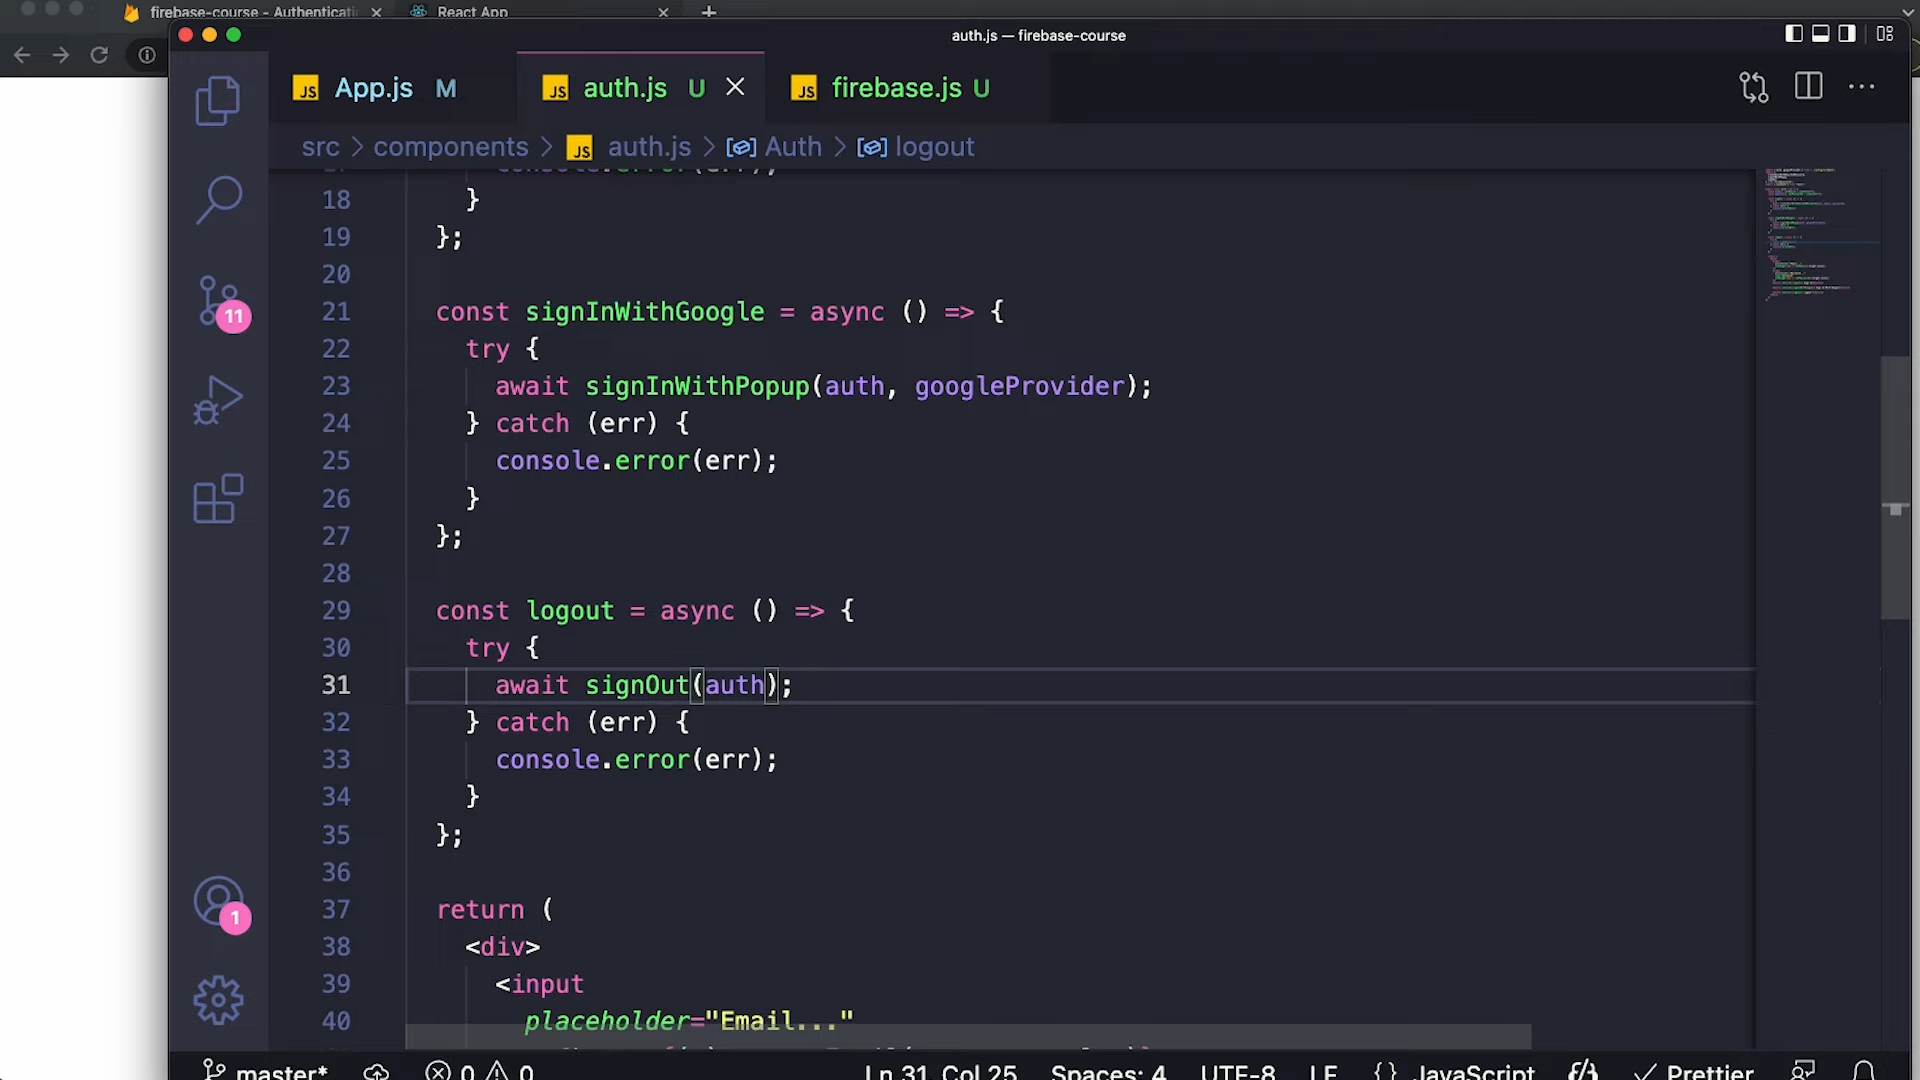 firebase-course - Authenticati
React App
auth.js — firebase-course
App.js M
auth.js U
firebase.js U
src > components > auth.js > Auth > logout
18 }
19 };
20
21 const signInWithGoogle = async () => {
22 try {
23 await signInWithPopup(auth, googleProvider);
24 } catch (err) {
25 console.error(err);
26 }
27 };
28
29 const logout = async () => {
30 try {
31 await signOut(auth);
32 } catch (err) {
33 console.error(err);
34 }
35 };
36
37 return (
38 <div>
39 <input
40 placeholder="Email..."
11
1
master* 0 0 Ln 31, Col 25 Spaces: 4 UTF-8 LF {} JavaScript Prettier